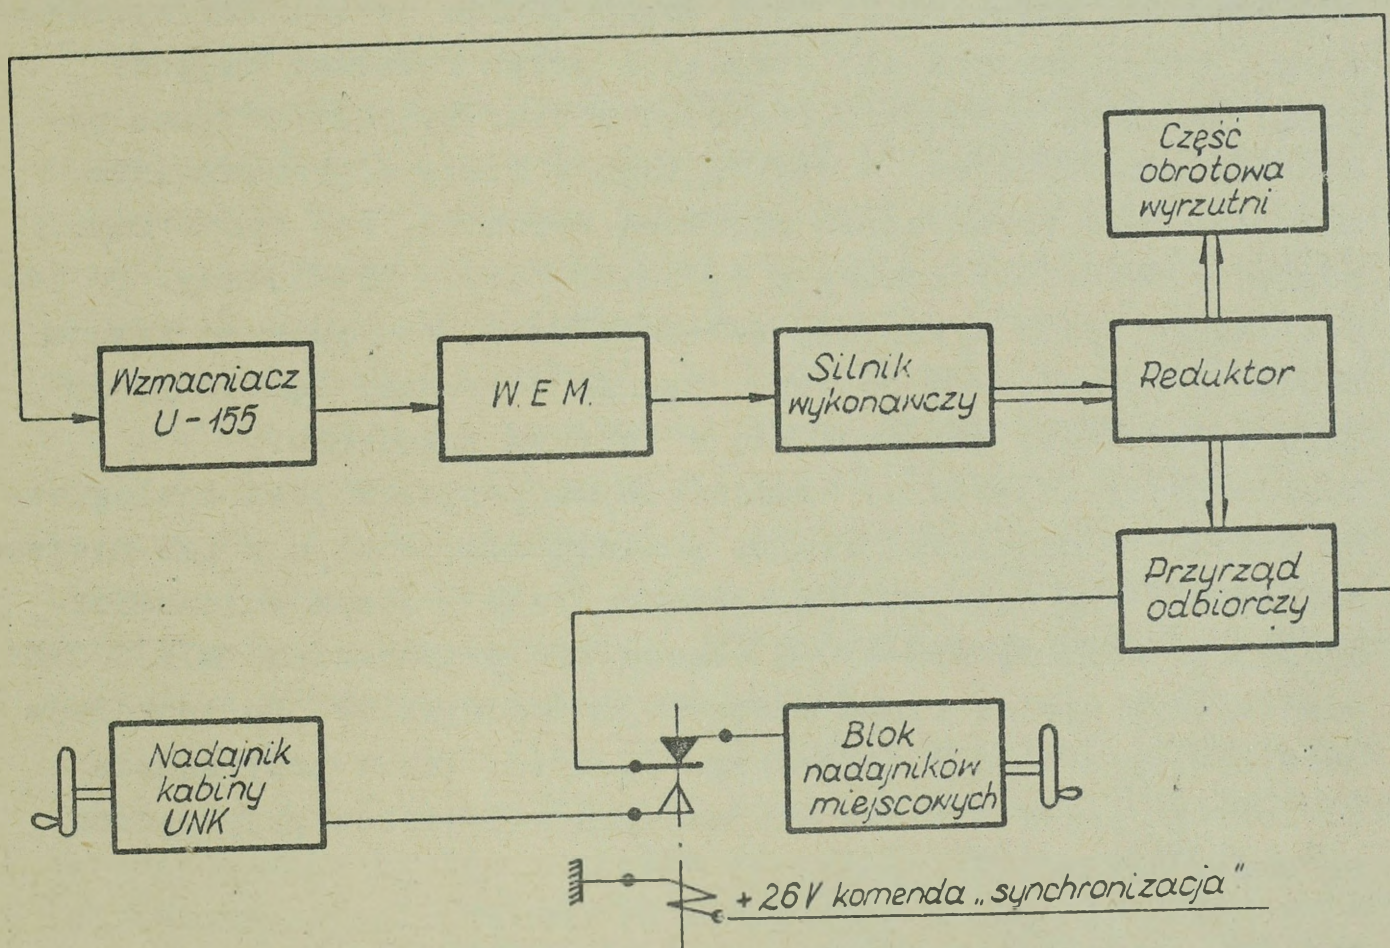 Część
obrotowa
wyrzutni
Wzmacniacz
U-155
W.E.M.
Silnik
wykonawczy
Reduktor
Przyrząd
odbiorczy
Nadajnik
kabiny
UNK
Blok
nadajników
miejscowych
+26V komenda „synchronizacja"